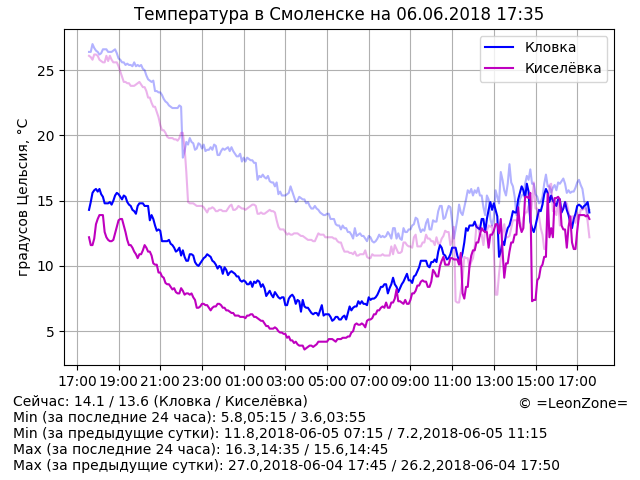 Температура в Смоленске на 06.06.2018 17:35
Кловка
Киселёвка
градусов Цельсия, °C
25
20
15
10
5
17:00 19:00 21:00 23:00 01:00 03:00 05:00 07:00 09:00 11:00 13:00 15:00 17:00
Сейчас: 14.1 / 13.6 (Кловка / Киселёвка)
© =LeonZone=
Min (за последние 24 часа): 5.8,05:15 / 3.6,03:55
Min (за предыдущие сутки): 11.8,2018-06-05 07:15 / 7.2,2018-06-05 11:15
Max (за последние 24 часа): 16.3,14:35 / 15.6,14:45
Max (за предыдущие сутки): 27.0,2018-06-04 17:45 / 26.2,2018-06-04 17:50